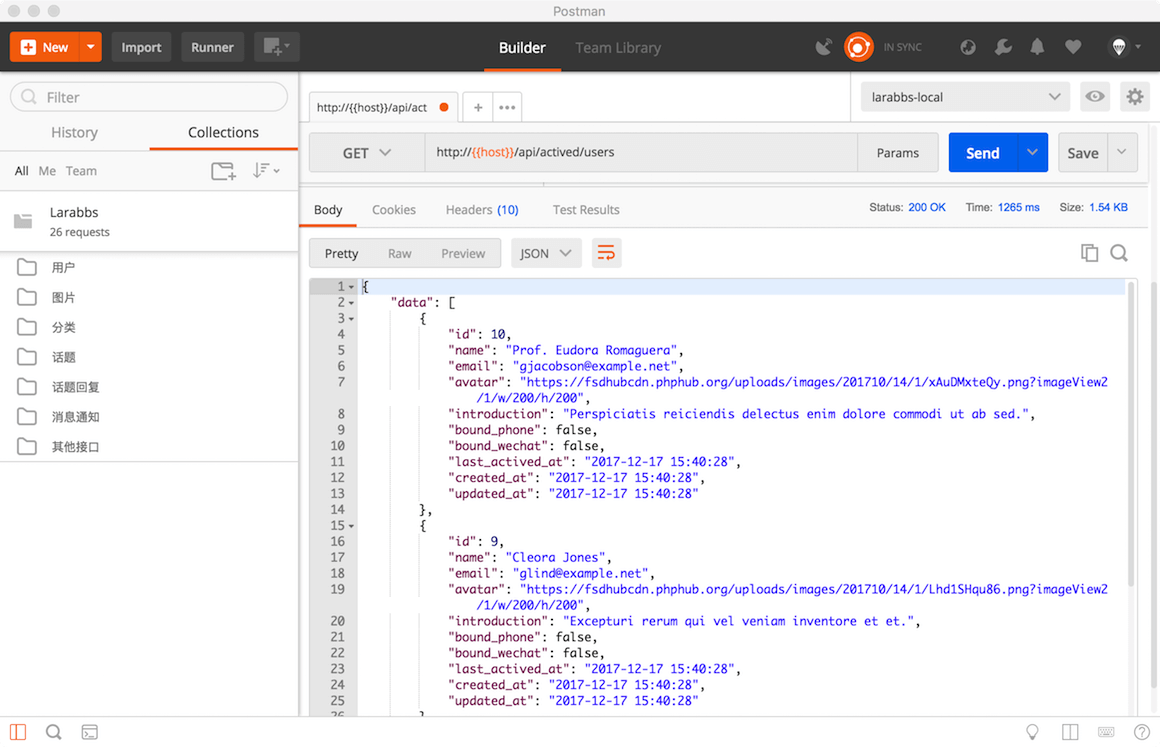 Postman
New
Import
Runner
Builder
Team Library
IN SYNC
Filter
History
Collections
All Me Team
Larabbs
26 requests
用户
图片
分类
话题
话题回复
消息通知
其他接口
http://{{host}}/api/act
larabbs-local
GET
http://{{host}}/api/actived/users
Params
Send
Save
Body
Cookies
Headers (10)
Test Results
Status: 200 OK
Time: 1265 ms
Size: 1.54 KB
Pretty
Raw
Preview
JSON
1 {
2 "data": [
3 {
4 "id": 10,
5 "name": "Prof. Eudora Romaguera",
6 "email": "gjacobson@example.net",
7 "avatar": "https://fsdhubcdn.phphub.org/uploads/images/201710/14/1/xAuDMxteQy.png?imageView2
/1/w/200/h/200",
8 "introduction": "Perspiciatis reiciendis delectus enim dolore commodi ut ab sed.",
9 "bound_phone": false,
10 "bound_wechat": false,
11 "last_actived_at": "2017-12-17 15:40:28",
12 "created_at": "2017-12-17 15:40:28",
13 "updated_at": "2017-12-17 15:40:28"
14 },
15 {
16 "id": 9,
17 "name": "Cleora Jones",
18 "email": "glind@example.net",
19 "avatar": "https://fsdhubcdn.phphub.org/uploads/images/201710/14/1/Lhd1SHqu86.png?imageView2
/1/w/200/h/200",
20 "introduction": "Excepturi rerum qui vel veniam inventore et et.",
21 "bound_phone": false,
22 "bound_wechat": false,
23 "last_actived_at": "2017-12-17 15:40:28",
24 "created_at": "2017-12-17 15:40:28",
25 "updated_at": "2017-12-17 15:40:28"